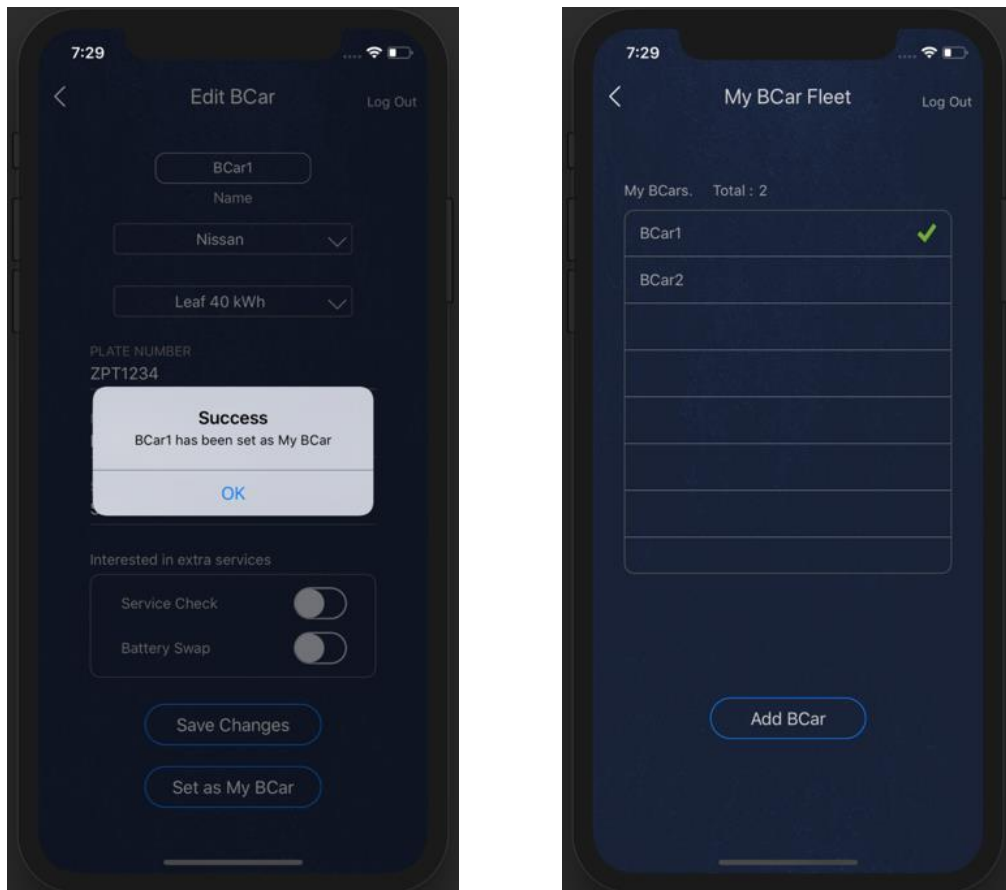 7:29
Edit BCar
Log Out
BCar1
Name
Nissan
Leaf 40 kWh
PLATE NUMBER
ZPT1234
Success
BCar1 has been set as My BCar
OK
Interested in extra services
Service Check
Battery Swap
Save Changes
Set as My BCar
7:29
My BCar Fleet
Log Out
My BCars. Total : 2
BCar1
BCar2
Add BCar